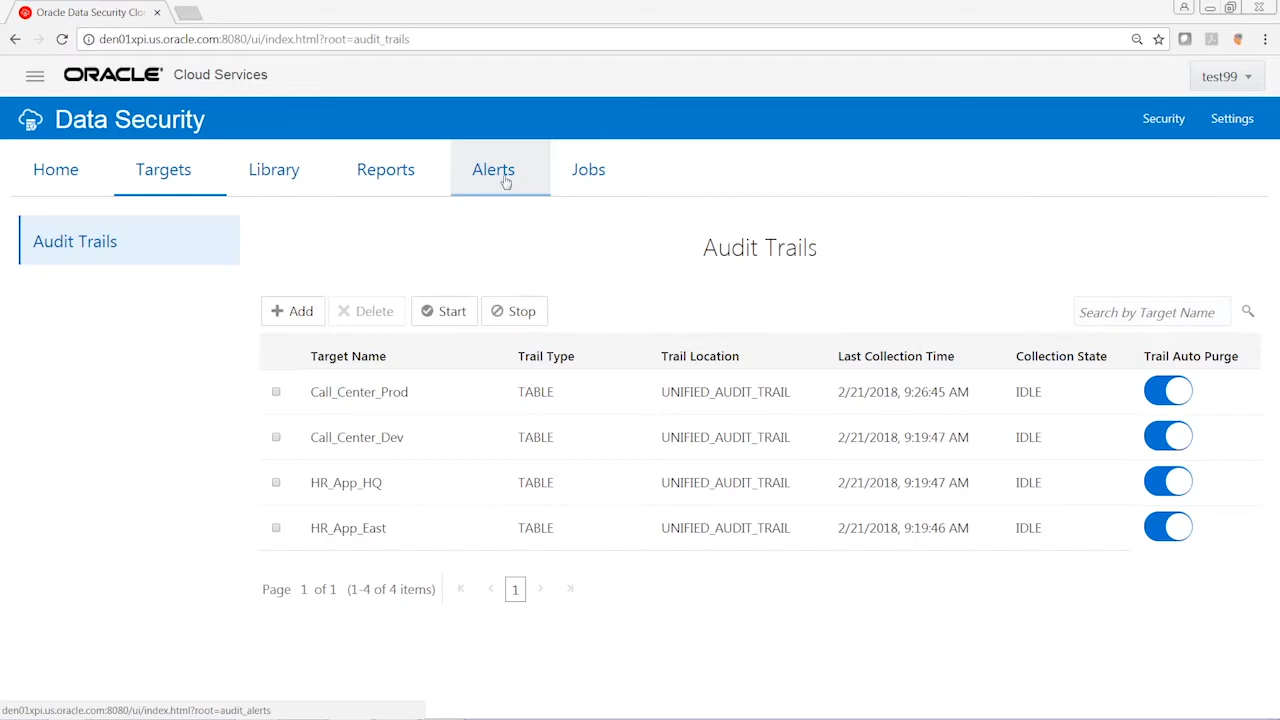 Oracle Data Security Clo
den01xpi.us.oracle.com:8080/ui/index.html?root=audit_trails
ORACLE Cloud Services
test99
Data Security
Security Settings
Home Targets Library Reports Alerts Jobs
Audit Trails
Audit Trails
Add Delete Start Stop
Search by Target Name
Target Name Trail Type Trail Location Last Collection Time Collection State Trail Auto Purge
Call_Center_Prod TABLE UNIFIED_AUDIT_TRAIL 2/21/2018, 9:26:45 AM IDLE
Call_Center_Dev TABLE UNIFIED_AUDIT_TRAIL 2/21/2018, 9:19:47 AM IDLE
HR_App_HQ TABLE UNIFIED_AUDIT_TRAIL 2/21/2018, 9:19:47 AM IDLE
HR_App_East TABLE UNIFIED_AUDIT_TRAIL 2/21/2018, 9:19:46 AM IDLE
Page 1 of 1 (1-4 of 4 items) 1
den01xpi.us.oracle.com:8080/ui/index.html?root=audit_alerts